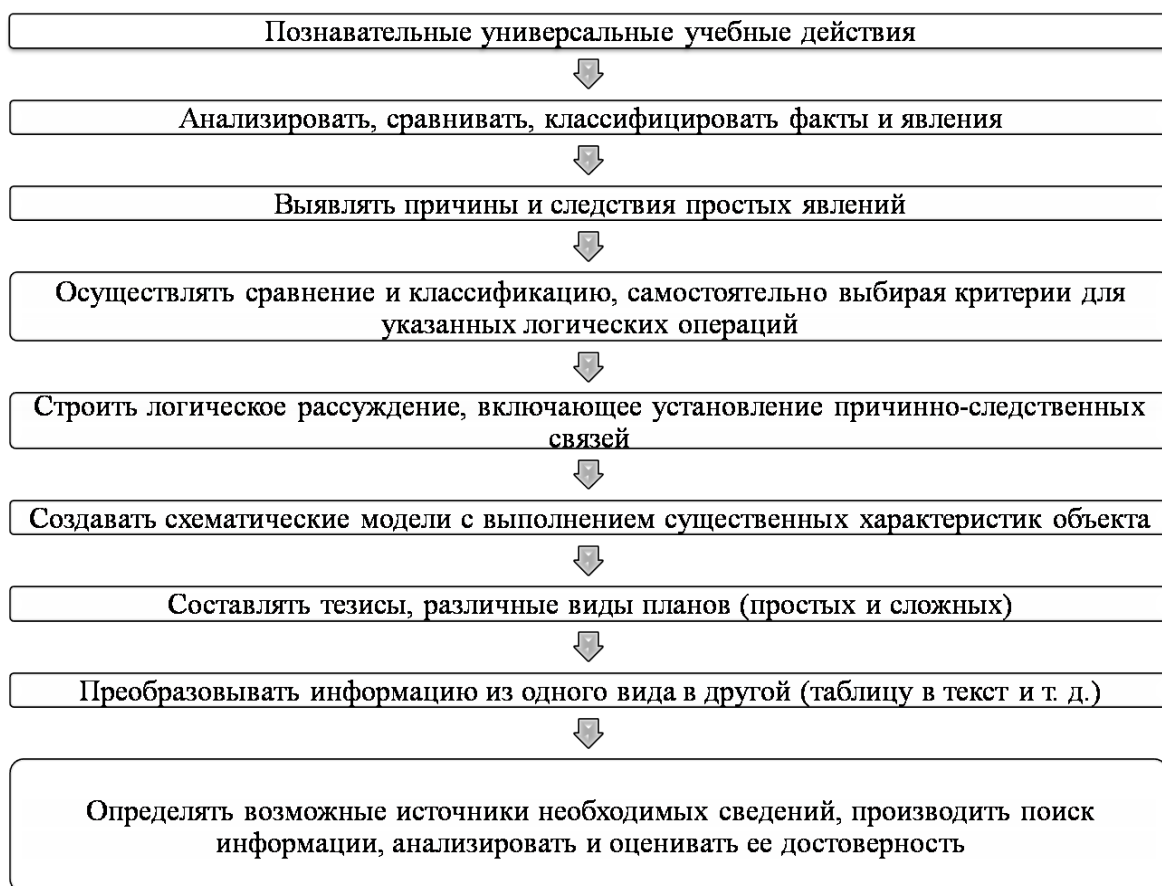 Познавательные универсальные учебные действия
Анализировать, сравнивать, классифицировать факты и явления
Выявлять причины и следствия простых явлений
Осуществлять сравнение и классификацию, самостоятельно выбирая критерии для
указанных логических операций
Строить логическое рассуждение, включающее установление причинно-следственных
связей
Создавать схематические модели с выполнением существенных характеристик объекта
Составлять тезисы, различные виды планов (простых и сложных)
Преобразовывать информацию из одного вида в другой (таблицу в текст и т. д.)
Определять возможные источники необходимых сведений, производить поиск
информации, анализировать и оценивать ее достоверность